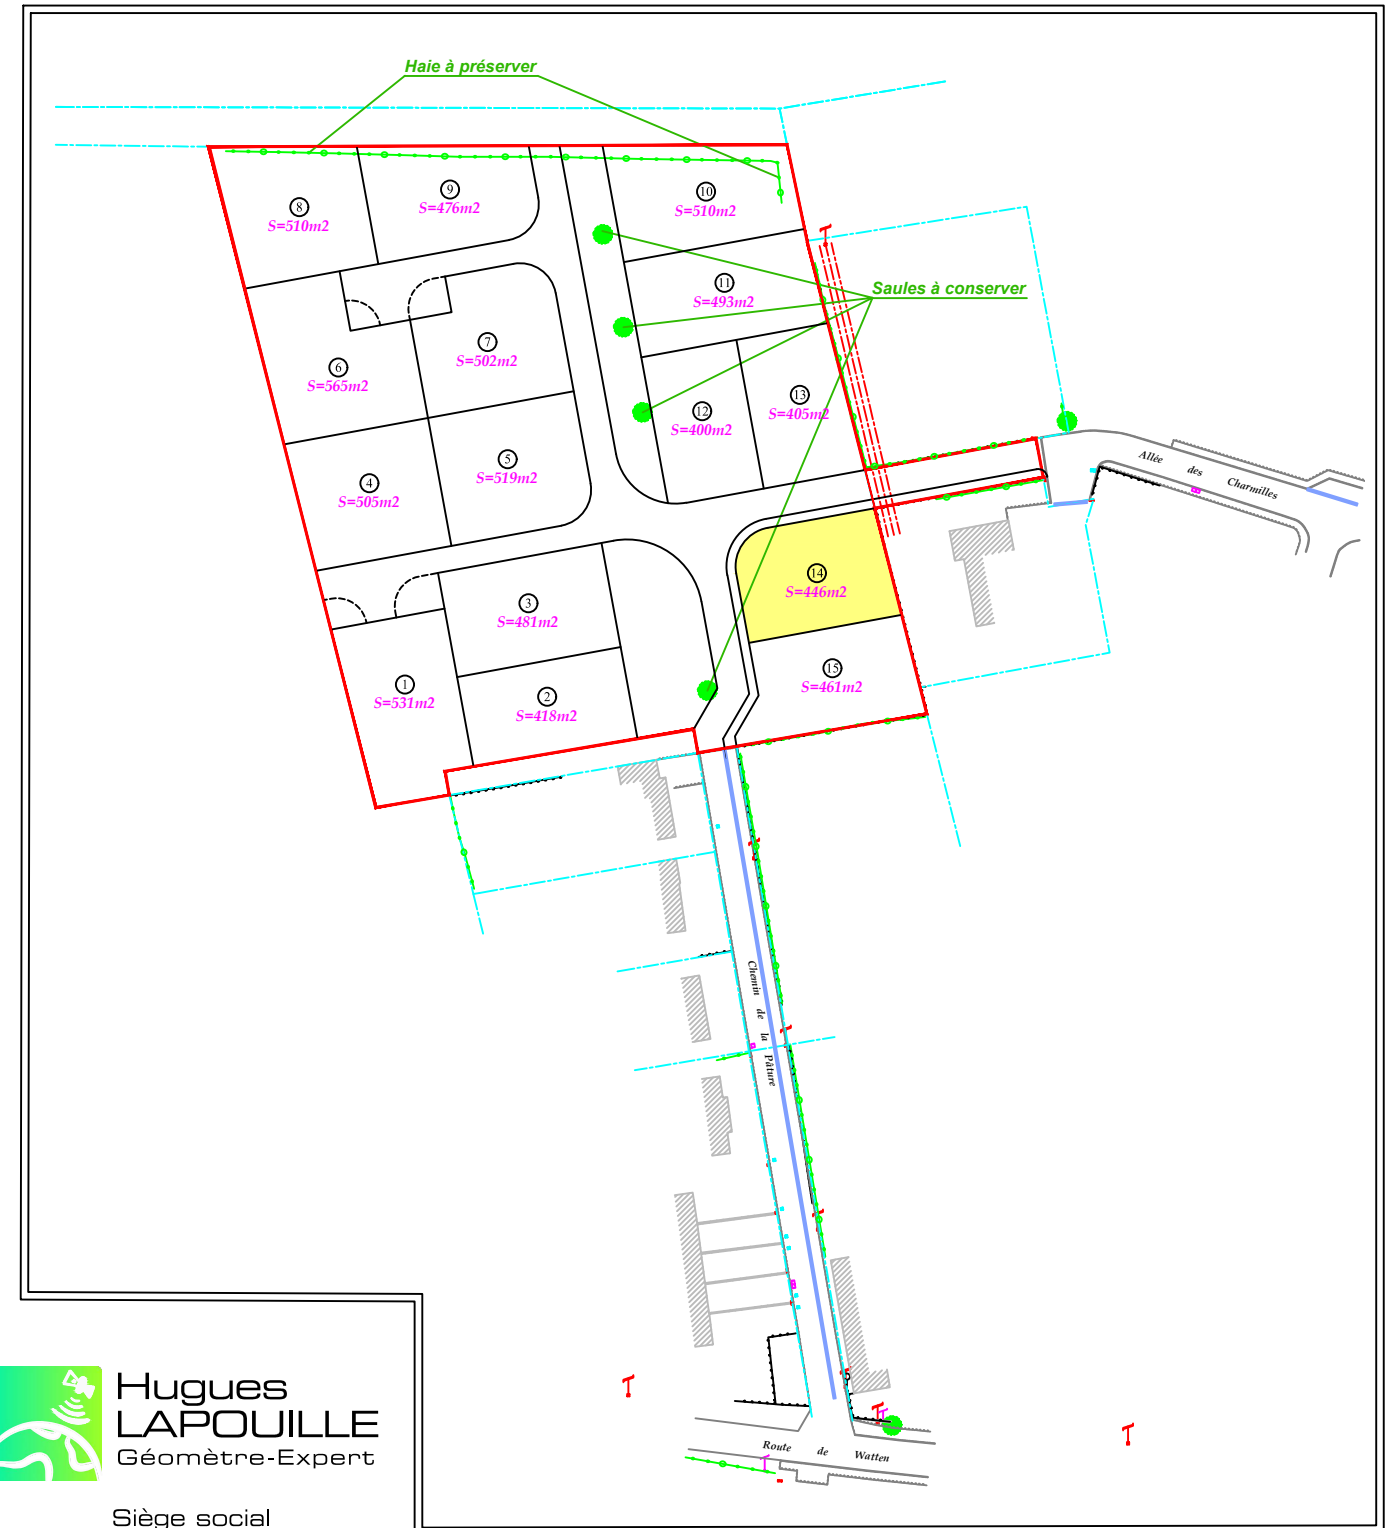 Haie à préserver
8
S=510m2
9
S=476m2
10
S=510m2
11
S=493m2
Saules à conserver
7
S=502m2
6
S=565m2
13
S=405m2
12
S=400m2
5
S=519m2
4
S=505m2
Allée des Charmilles
14
S=446m2
3
S=481m2
15
S=461m2
1
S=531m2
2
S=418m2
Chemin de la Pâture
Route de Watten
Hugues
LAPOUILLE
Géomètre-Expert
Siège social